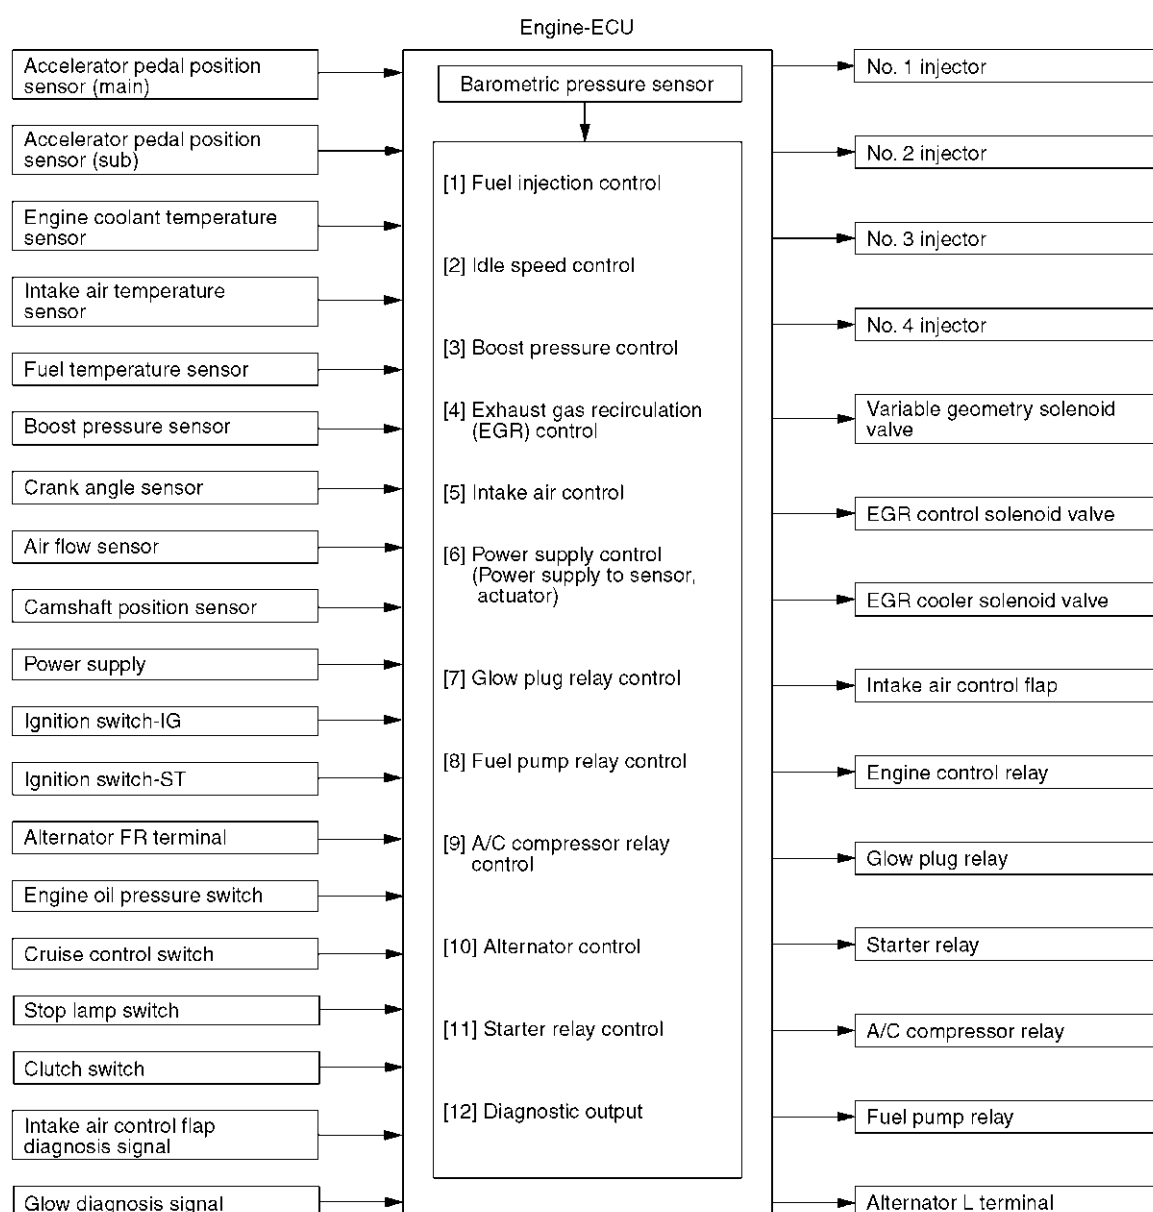 Engine-ECU
Accelerator pedal position
sensor (main)
Accelerator pedal position
sensor (sub)
Engine coolant temperature
sensor
Intake air temperature
sensor
Fuel temperature sensor
Boost pressure sensor
Crank angle sensor
Air flow sensor
Camshaft position sensor
Power supply
Ignition switch-IG
Ignition switch-ST
Alternator FR terminal
Engine oil pressure switch
Cruise control switch
Stop lamp switch
Clutch switch
Intake air control flap
diagnosis signal
Glow diagnosis signal
Barometric pressure sensor
[1] Fuel injection control
[2] Idle speed control
[3] Boost pressure control
[4] Exhaust gas recirculation
(EGR) control
[5] Intake air control
[6] Power supply control
(Power supply to sensor,
actuator)
[7] Glow plug relay control
[8] Fuel pump relay control
[9] A/C compressor relay
control
[10] Alternator control
[11] Starter relay control
[12] Diagnostic output
No. 1 injector
No. 2 injector
No. 3 injector
No. 4 injector
Variable geometry solenoid
valve
EGR control solenoid valve
EGR cooler solenoid valve
Intake air control flap
Engine control relay
Glow plug relay
Starter relay
A/C compressor relay
Fuel pump relay
Alternator L terminal